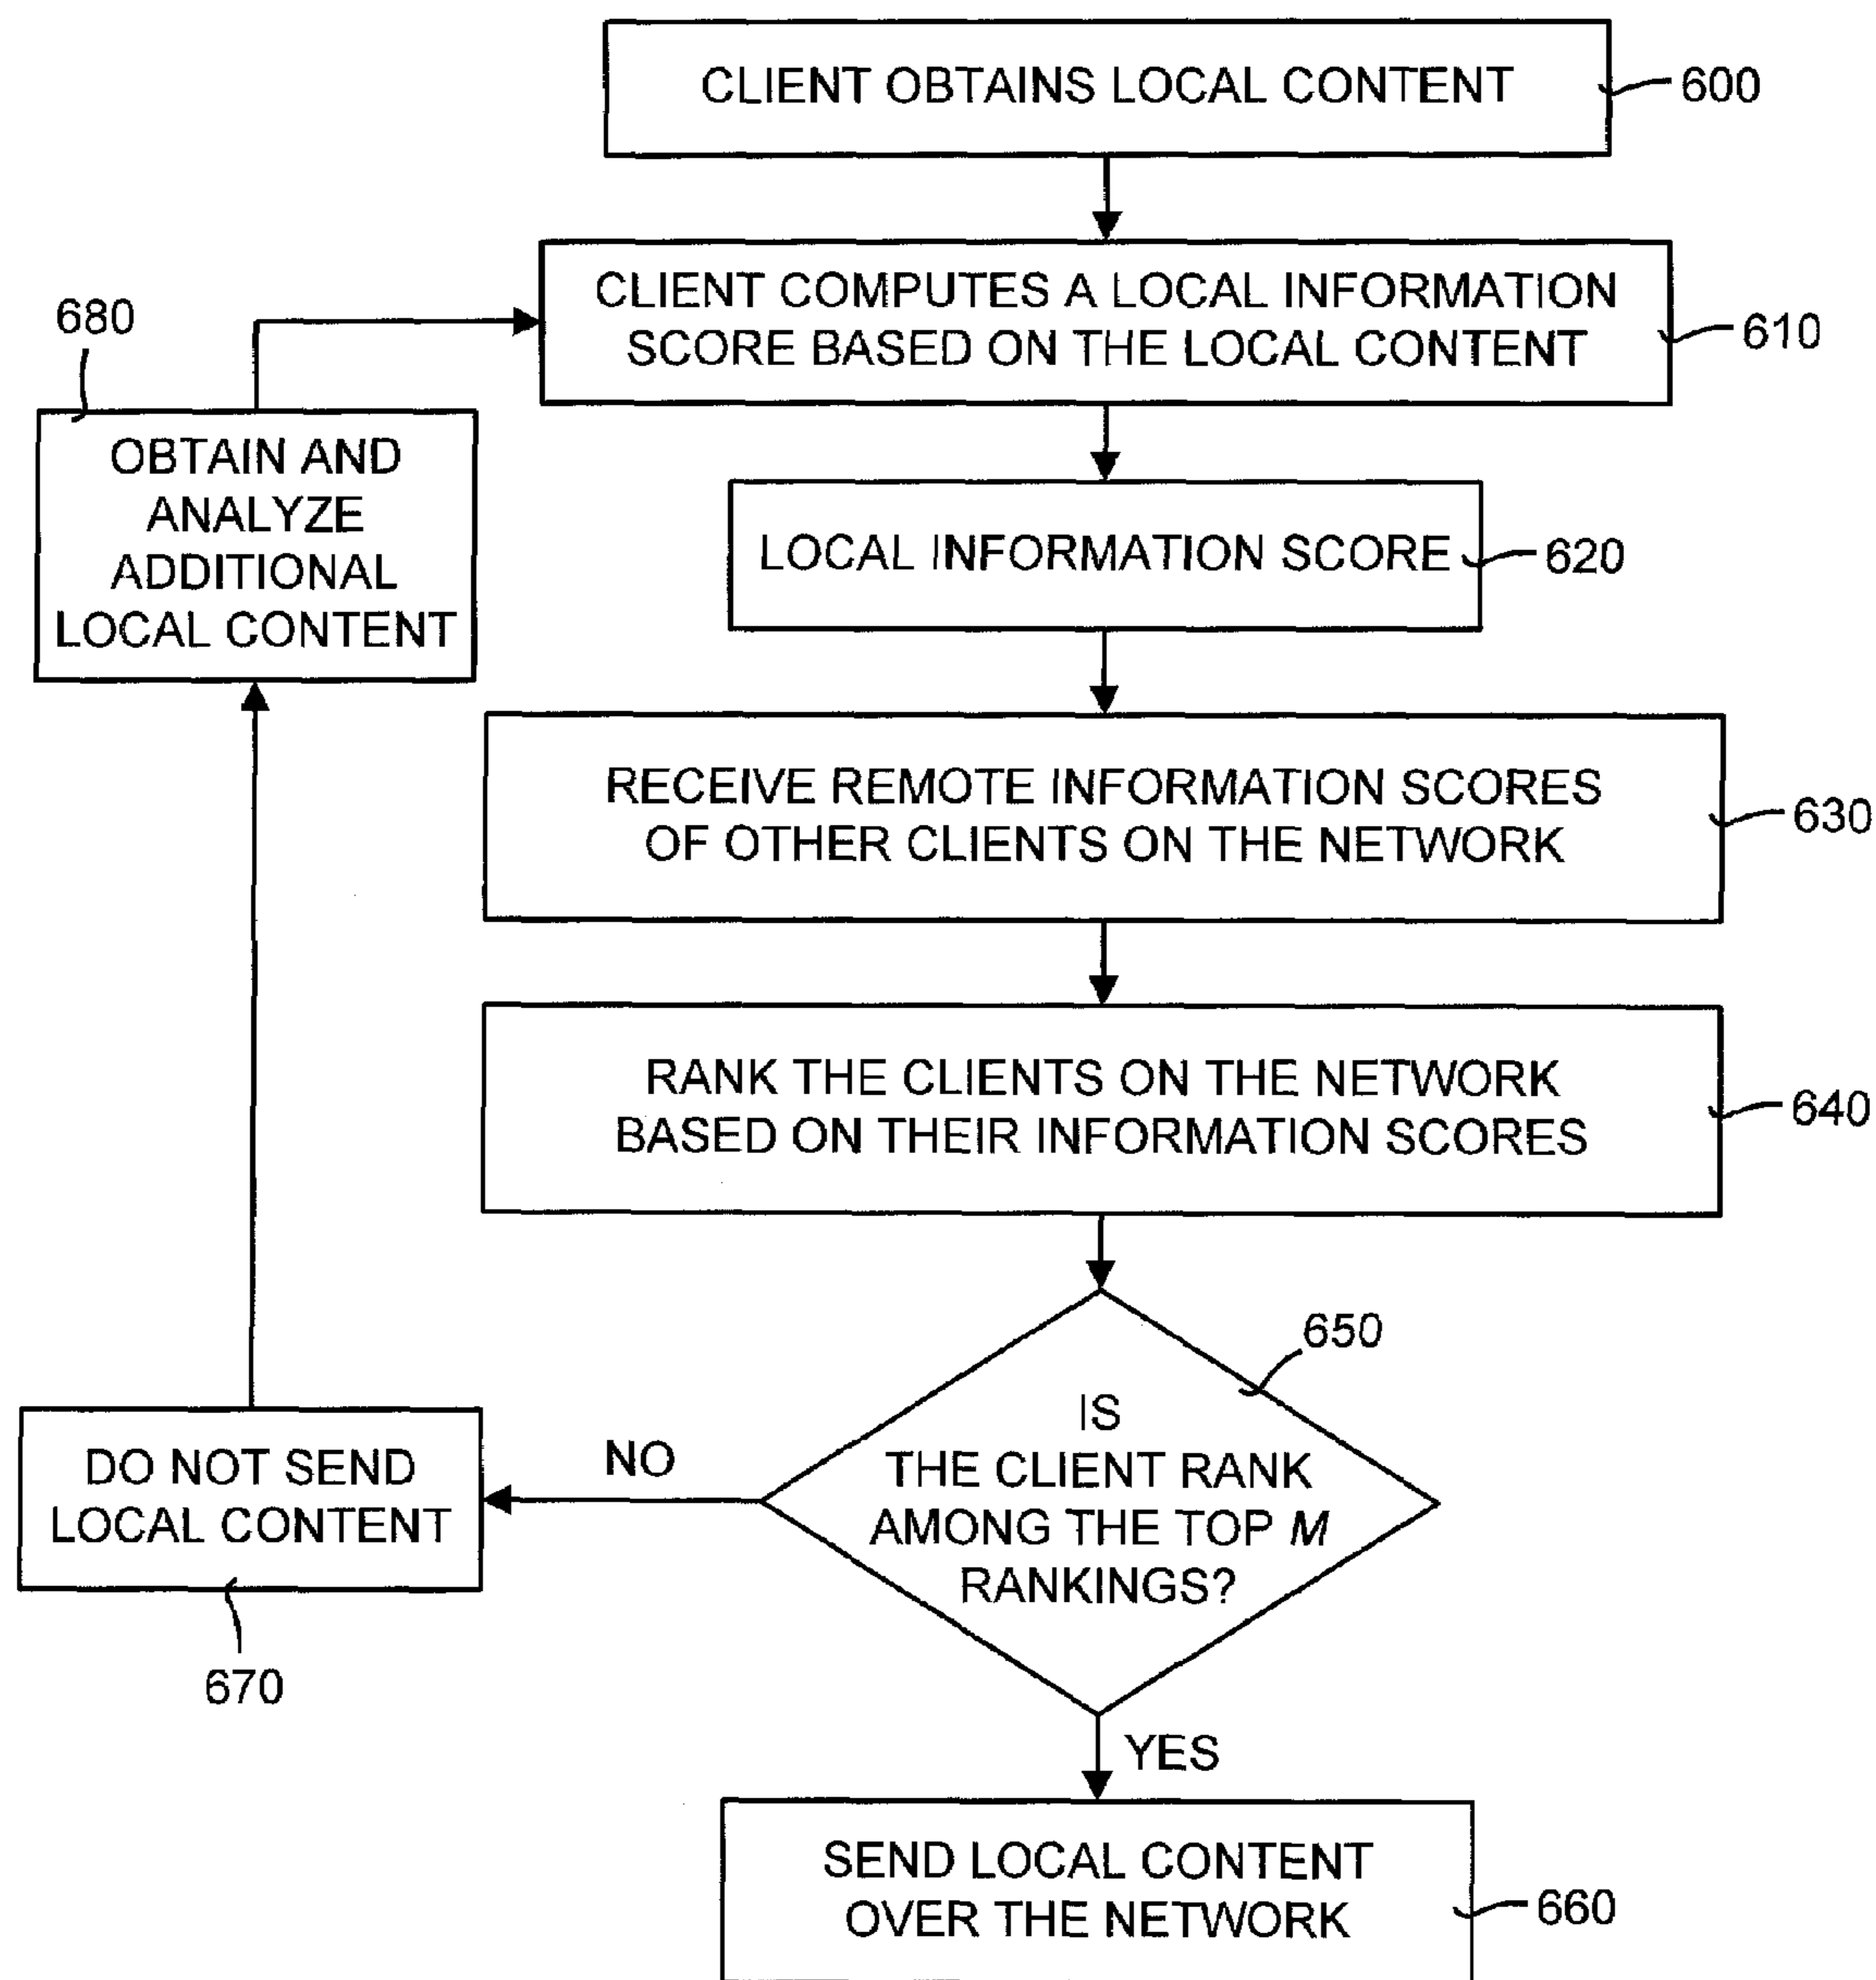 CLIENT OBTAINS LOCAL CONTENT
600
CLIENT COMPUTES A LOCAL INFORMATION
SCORE BASED ON THE LOCAL CONTENT
610
680
OBTAIN AND
ANALYZE
ADDITIONAL
LOCAL CONTENT
LOCAL INFORMATION SCORE
620
RECEIVE REMOTE INFORMATION SCORES
OF OTHER CLIENTS ON THE NETWORK
630
RANK THE CLIENTS ON THE NETWORK
BASED ON THEIR INFORMATION SCORES
640
650
IS
THE CLIENT RANK
AMONG THE TOP M
RANKINGS?
NO
DO NOT SEND
LOCAL CONTENT
670
YES
SEND LOCAL CONTENT
OVER THE NETWORK
660